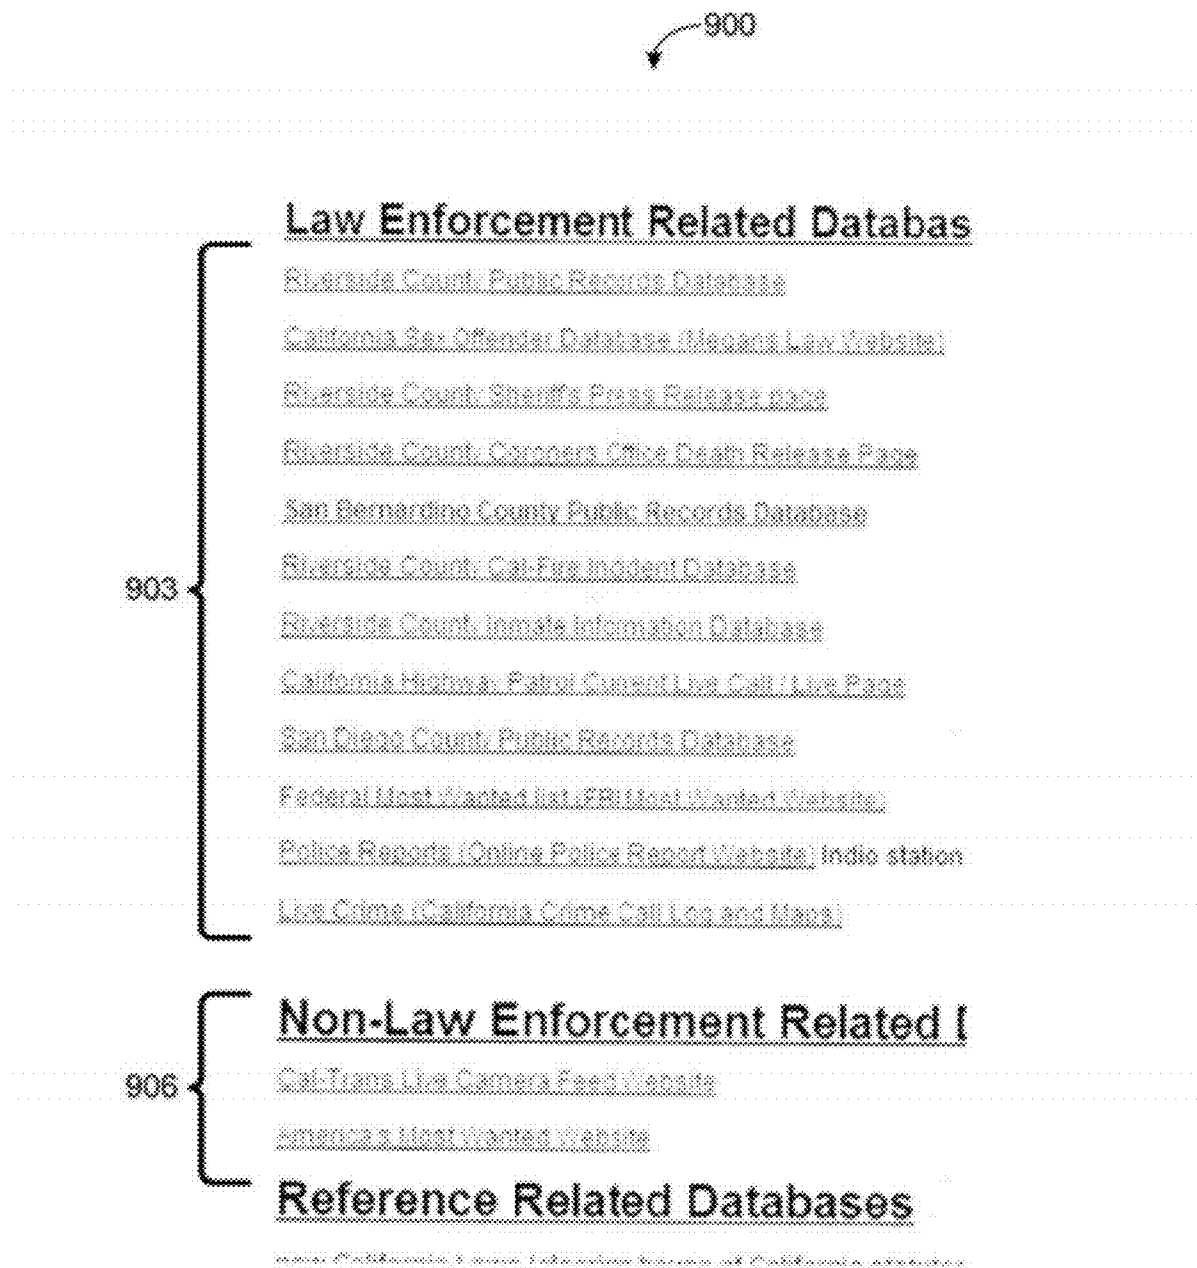 900
Law Enforcement Related Databas
Riverside County Public Records Database
California Sex Offender Database (Megans Law Website)
Riverside County Sheriff's Press Release page
Riverside County Coroners Office Death Release Page
San Bernardino County Public Records Database
Riverside County Cal-Fire Incident Database
903
Riverside County Inmate Information Database
California Highway Patrol Current Live Call / Live Page
San Diego County Public Records Database
Federal Most Wanted list (FBI Most Wanted Website)
Police Reports (Online Police Report Website) Indio station
Live Crime (California Crime Call Log and Maps)
Non-Law Enforcement Related
Cal-Trans Live Camera Feed Website
906
America's Most Wanted Website
Reference Related Databases
California
of California